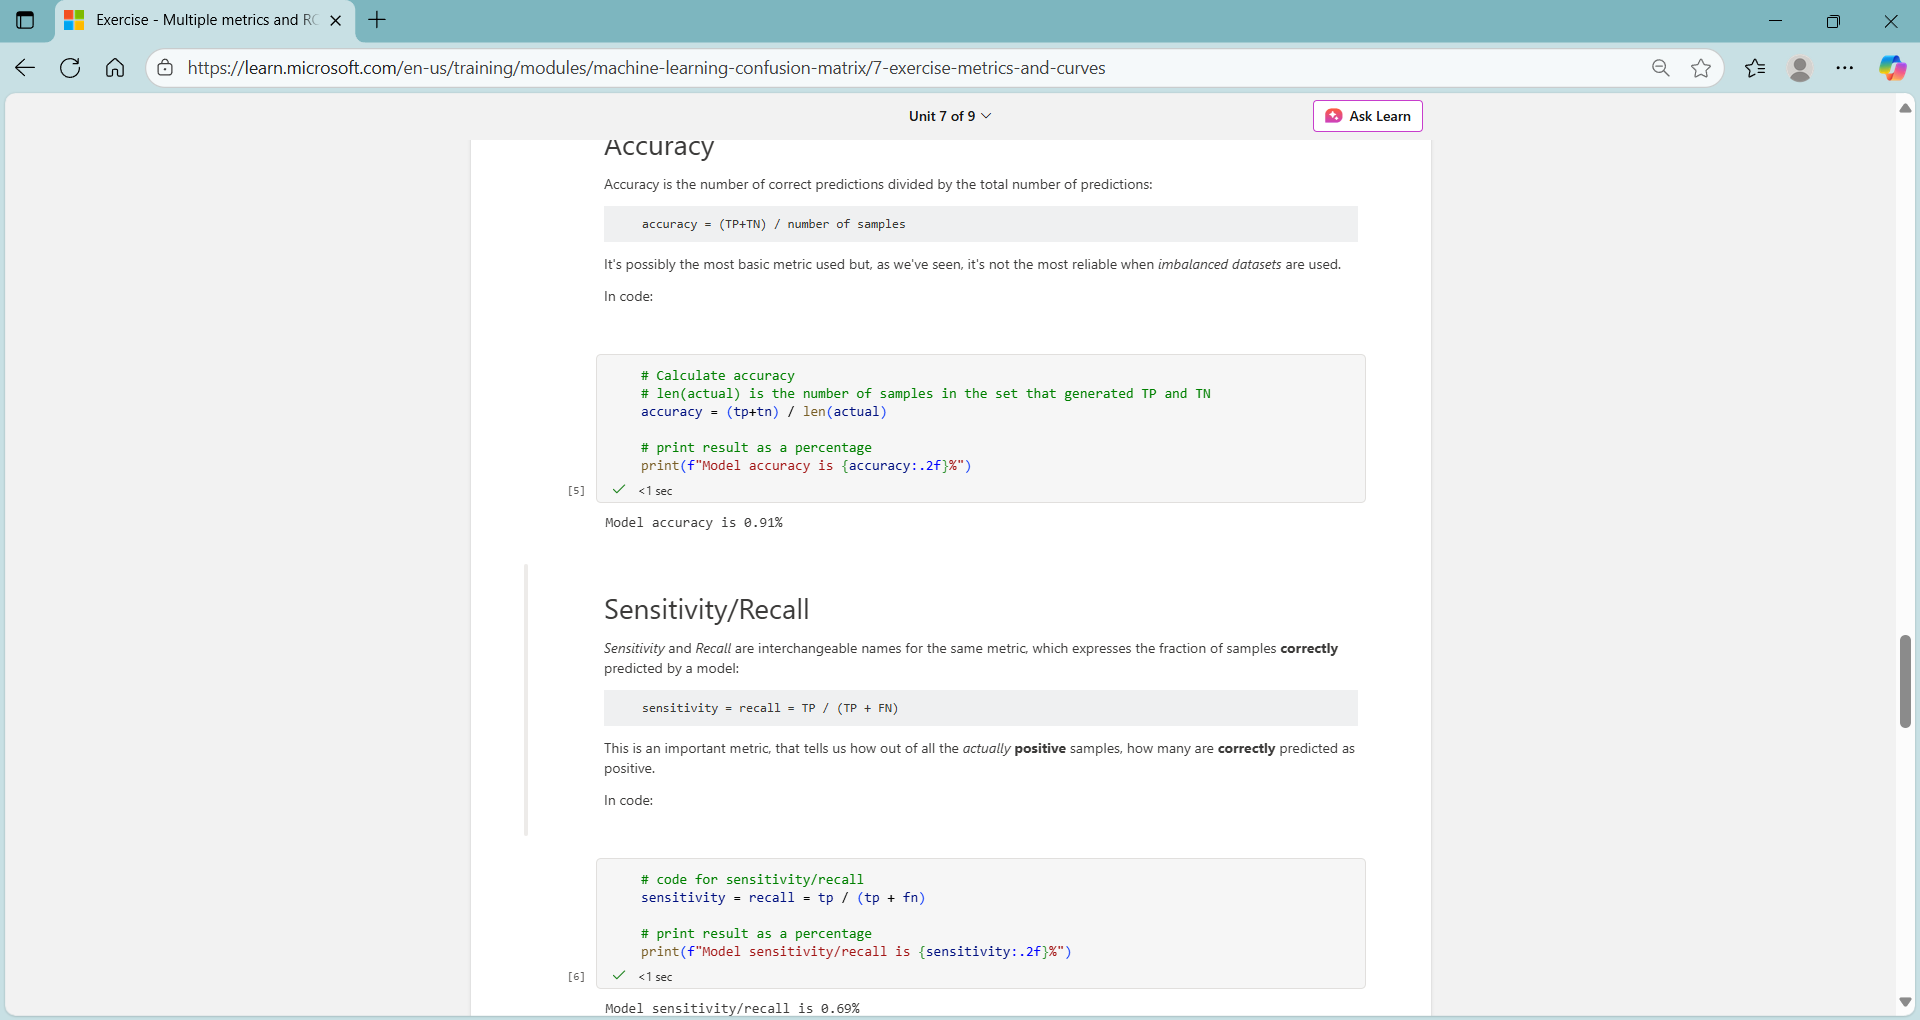 Exercise - Multiple metrics and RO
https://learn.microsoft.com/en-us/training/modules/machine-learning-confusion-matrix/7-exercise-metrics-and-curves
Unit 7 of 9
Ask Learn
Accuracy
Accuracy is the number of correct predictions divided by the total number of predictions:
accuracy = (TP+TN) / number of samples
It's possibly the most basic metric used but, as we've seen, it's not the most reliable when imbalanced datasets are used.
In code:
# Calculate accuracy
# len(actual) is the number of samples in the set that generated TP and TN
accuracy = (tp+tn) / len(actual)
# print result as a percentage
print(f"Model accuracy is {accuracy:.2f}%")
[5]
<1 sec
Model accuracy is 0.91%
Sensitivity/Recall
Sensitivity and Recall are interchangeable names for the same metric, which expresses the fraction of samples correctly
predicted by a model:
sensitivity = recall = TP / (TP + FN)
This is an important metric, that tells us how out of all the actually positive samples, how many are correctly predicted as
positive.
In code:
# code for sensitivity/recall
sensitivity = recall = tp / (tp + fn)
# print result as a percentage
print(f"Model sensitivity/recall is {sensitivity:.2f}%")
[6]
<1 sec
Model sensitivity/recall is 0.69%